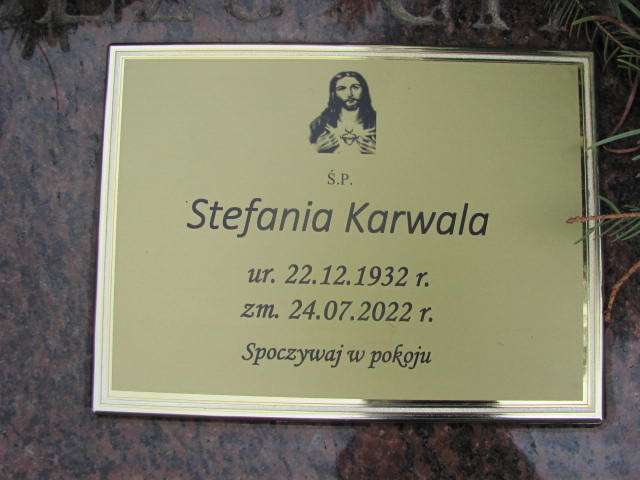 Ś.P.
Stefania Karwala
ur. 22.12.1932 r.
zm. 24.07.2022 r.
Spoczywaj w pokoju